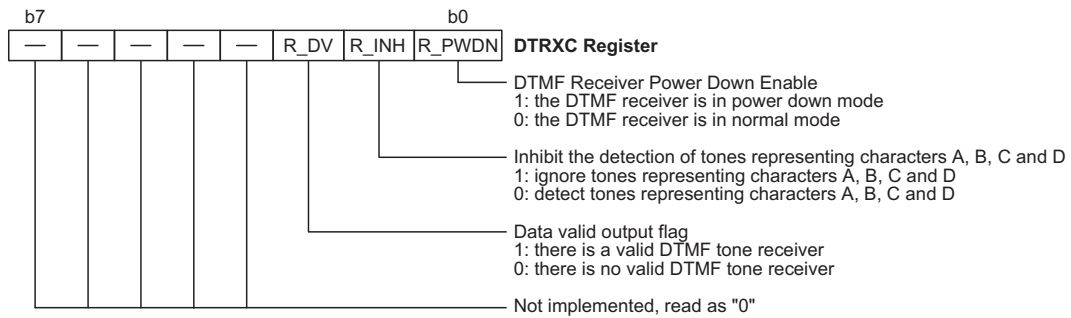 b7 b0
— — — — — R_DV R_INH R_PWDN DTRXC Register
DTMF Receiver Power Down Enable
1: the DTMF receiver is in power down mode
0: the DTMF receiver is in normal mode
Inhibit the detection of tones representing characters A, B, C and D
1: ignore tones representing characters A, B, C and D
0: detect tones representing characters A, B, C and D
Data valid output flag
1: there is a valid DTMF tone receiver
0: there is no valid DTMF tone receiver
Not implemented, read as "0"